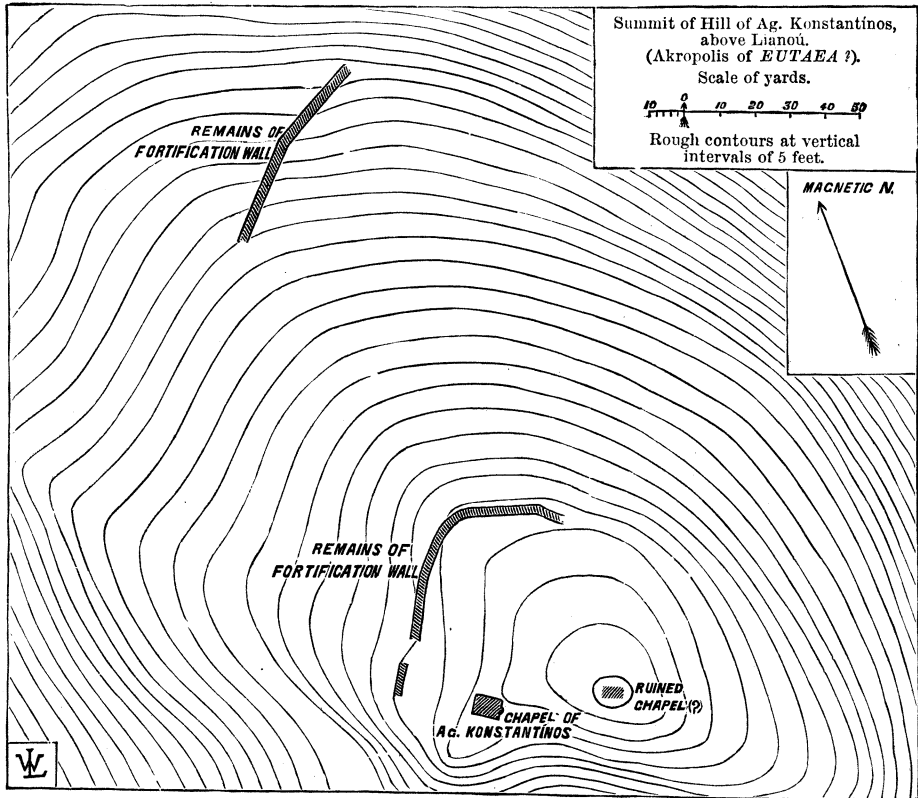 Summit of Hill of Ag. Konstantínos,
above Lianoú.
(Akropolis of EUTAEA ?).
Scale of yards.
10 0 10 20 30 40 50
Rough contours at vertical
intervals of 5 feet.
MAGNETIC N.
REMAINS OF
FORTIFICATION WALL
REMAINS OF
FORTIFICATION WALL
RUINED
CHAPEL (?)
CHAPEL OF
AG. KONSTANTÍNOS